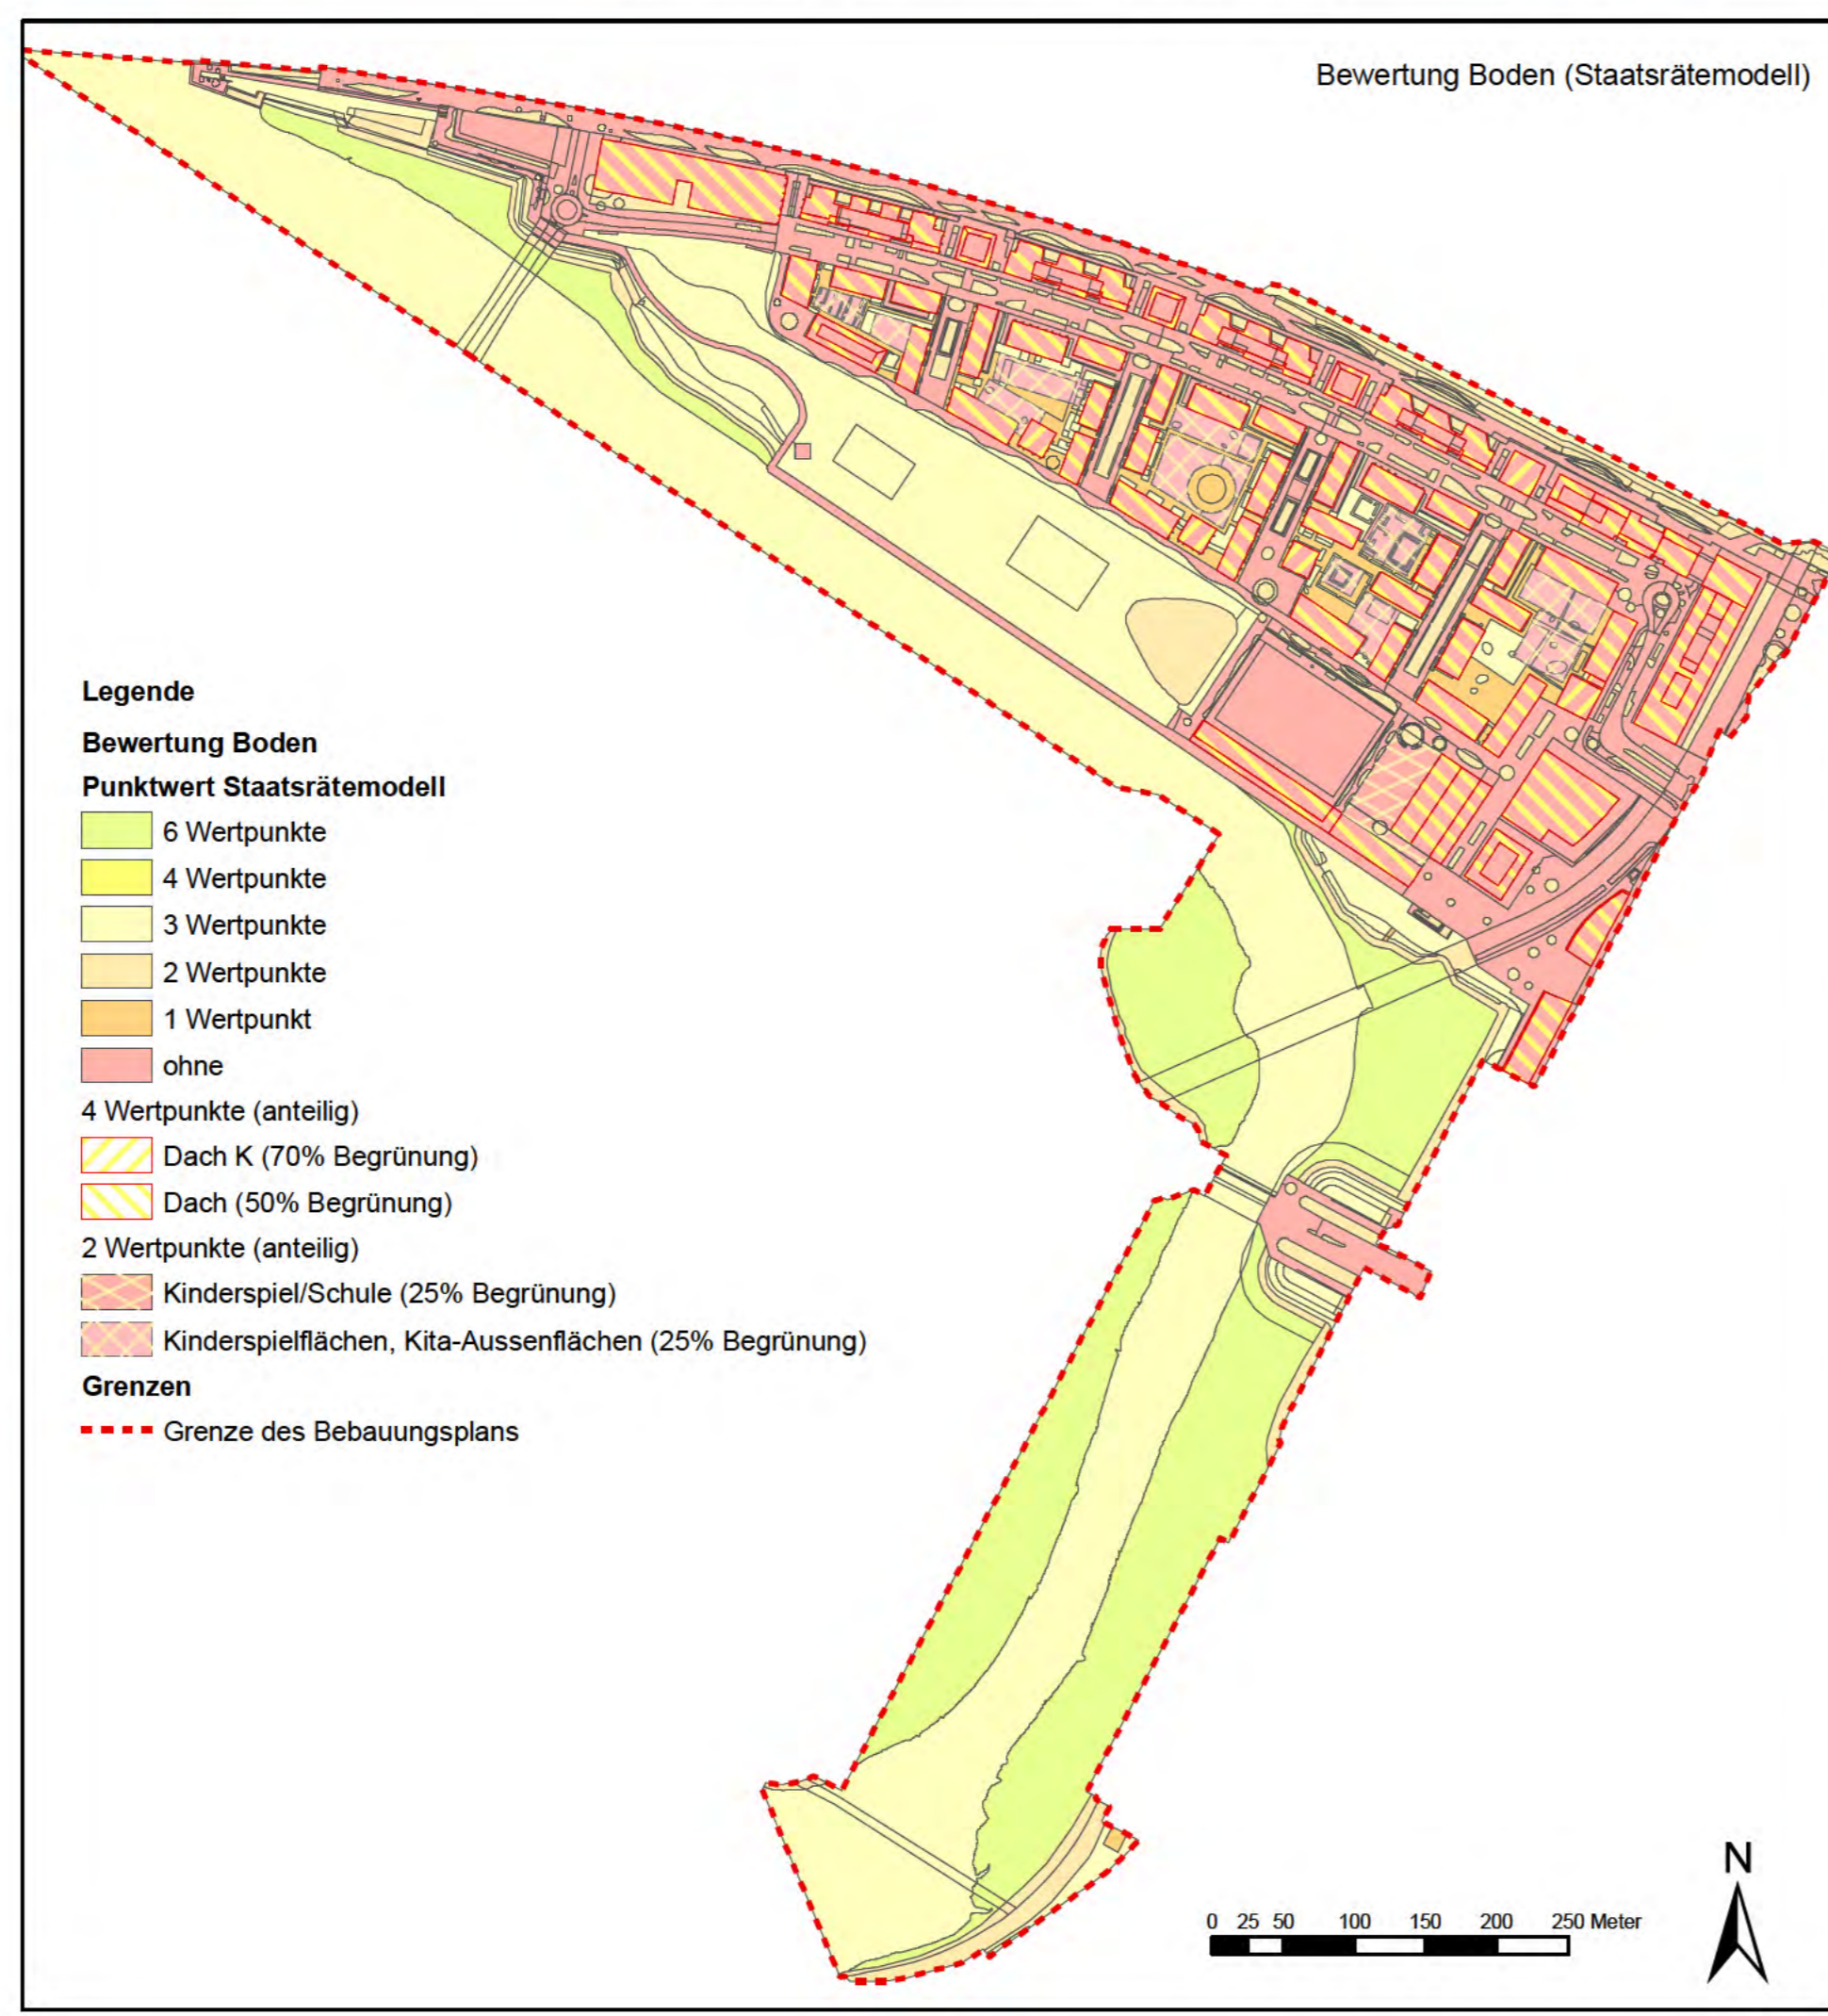 Bewertung Boden (Staatsrätemodell)
Legende
Bewertung Boden
Punktwert Staatsrätemodell
6 Wertpunkte
4 Wertpunkte
3 Wertpunkte
2 Wertpunkte
1 Wertpunkt
ohne
4 Wertpunkte (anteilig)
Dach K (70% Begrünung)
Dach (50% Begrünung)
2 Wertpunkte (anteilig)
Kinderspiel/Schule (25% Begrünung)
Kinderspielflächen, Kita-Aussenflächen (25% Begrünung)
Grenzen
Grenze des Bebauungsplans
N
0 25 50 100 150 200 250 Meter